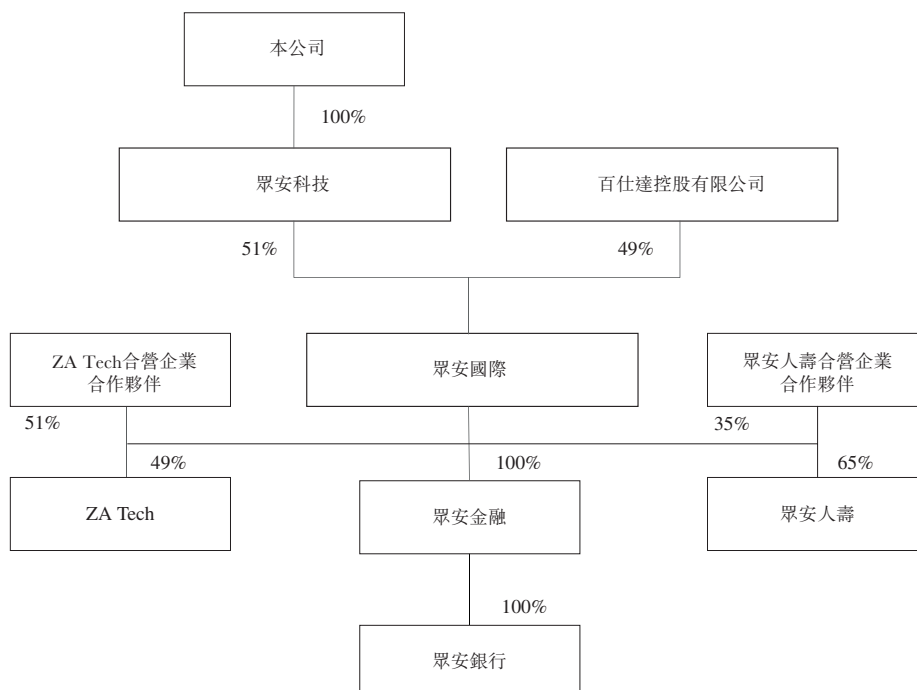 本公司
100%
眾安科技
百仕達控股有限公司
51%
49%
ZA Tech合營企業
合作夥伴
眾安國際
眾安人壽合營企業
合作夥伴
51%
35%
49%
100%
65%
ZA Tech
眾安金融
眾安人壽
100%
眾安銀行